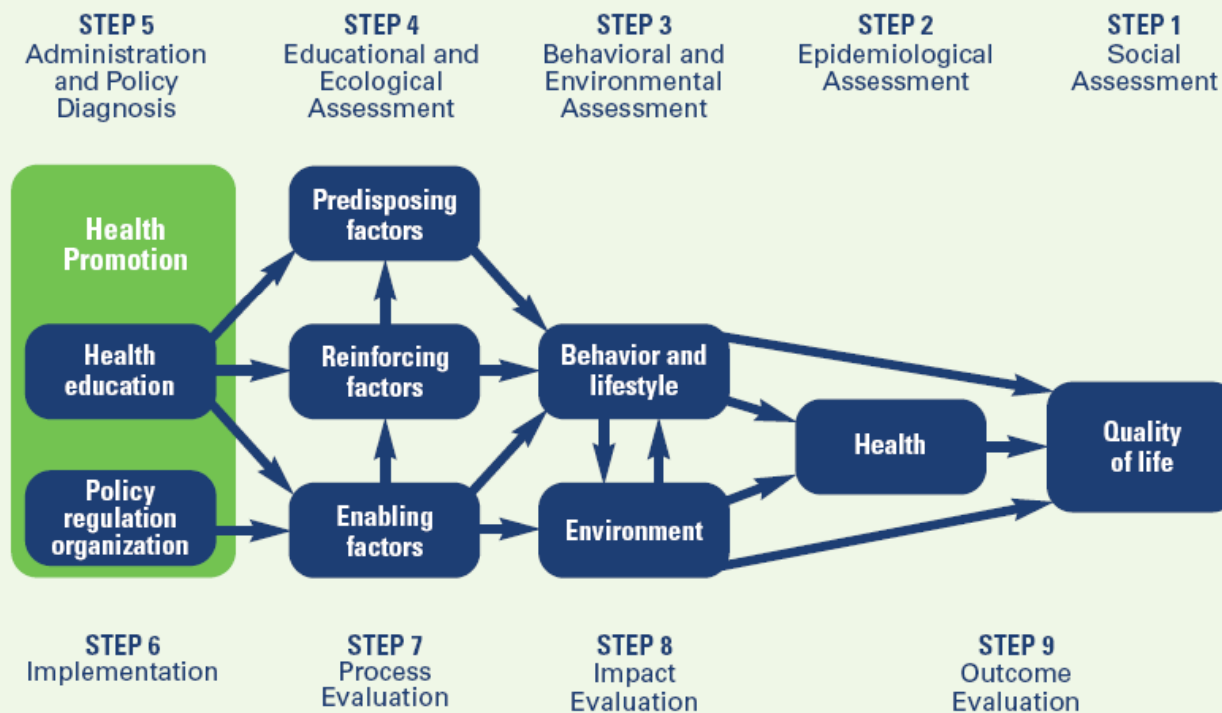 STEP 5
Administration
and Policy
Diagnosis
STEP 4
Educational and
Ecological
Assessment
STEP 3
Behavioral and
Environmental
Assessment
STEP 2
Epidemiological
Assessment
STEP 1
Social
Assessment
Health
Promotion
Health
education
Policy
regulation
organization
Predisposing
factors
Reinforcing
factors
Enabling
factors
Behavior and
lifestyle
Environment
Health
Quality
of life
STEP 6
Implementation
STEP 7
Process
Evaluation
STEP 8
Impact
Evaluation
STEP 9
Outcome
Evaluation